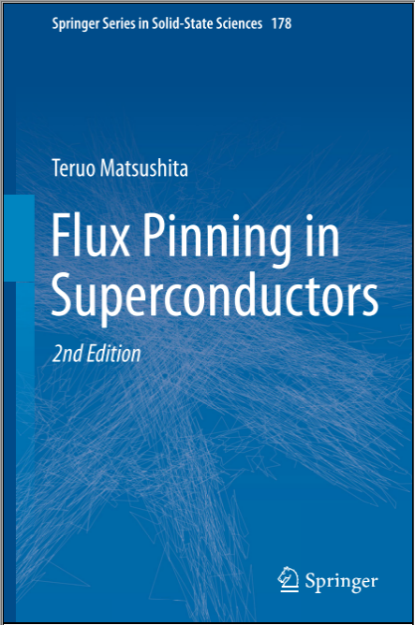 Springer Series in Solid-State Sciences 178
Teruo Matsushita
Flux Pinning in
Superconductors
2nd Edition
Springer